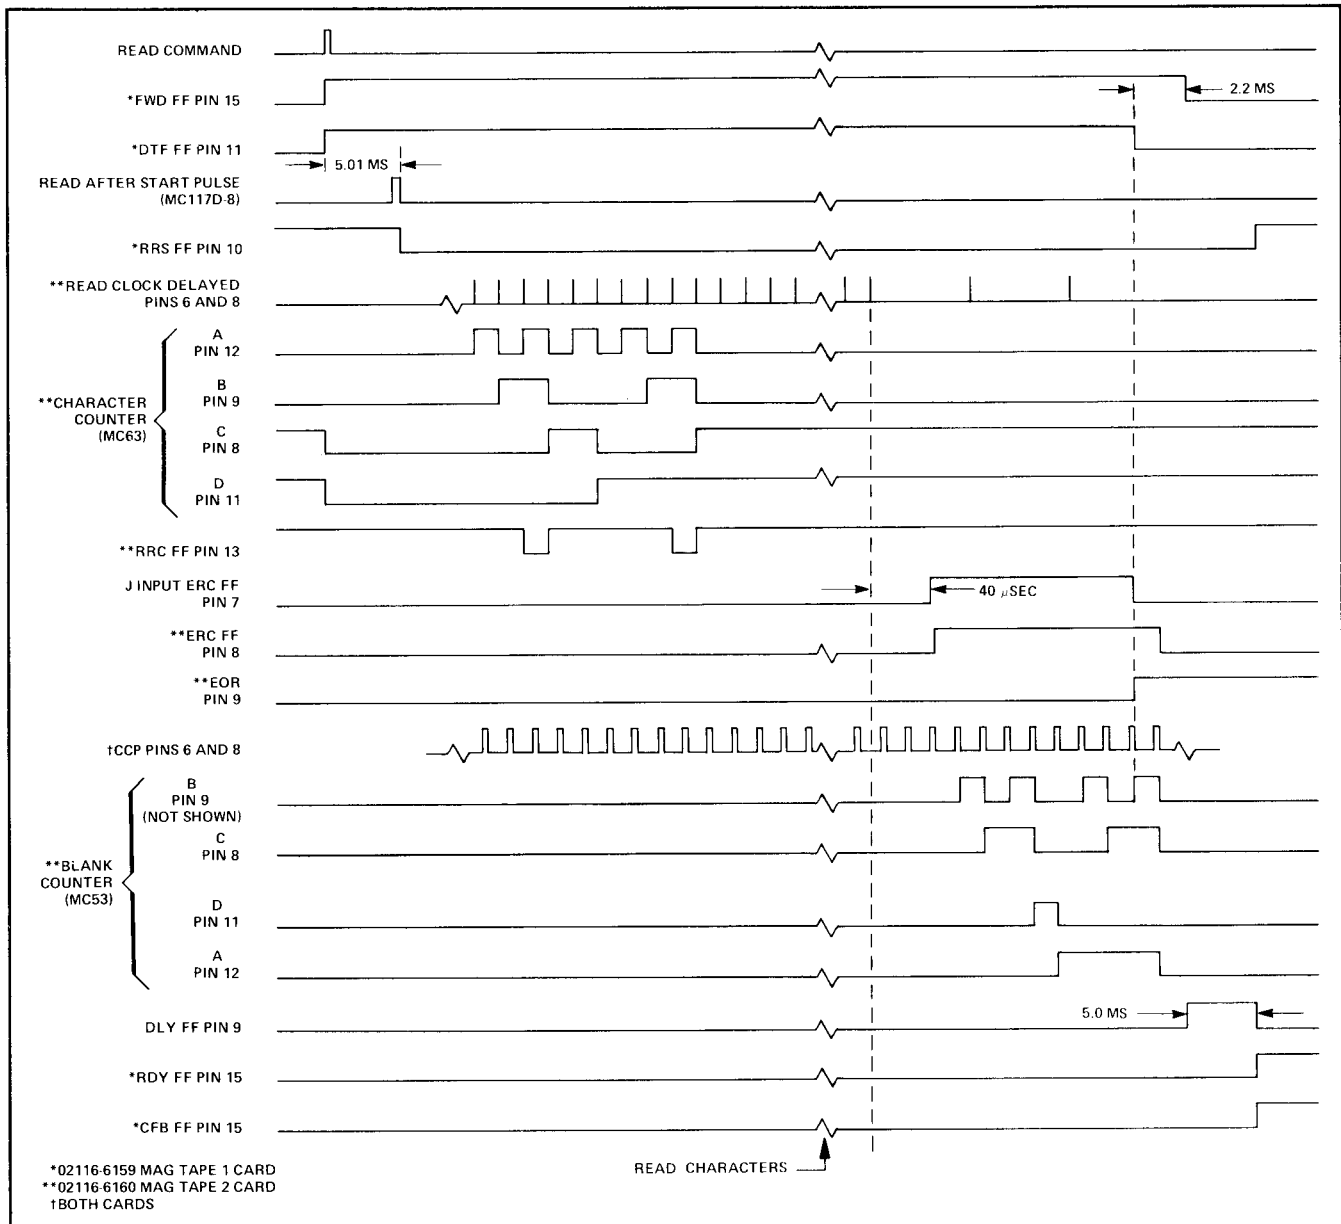 READ COMMAND
*FWD FF PIN 15
2.2 MS
*DTF FF PIN 11
5.01 MS
READ AFTER START PULSE
(MC117D-8)
*RRS FF PIN 10
**READ CLOCK DELAYED
PINS 6 AND 8
**CHARACTER
COUNTER
(MC63)
A
PIN 12
B
PIN 9
C
PIN 8
D
PIN 11
**RRC FF PIN 13
J INPUT ERC FF
PIN 7
40 μSEC
**ERC FF
PIN 8
**EOR
PIN 9
†CCP PINS 6 AND 8
**BLANK
COUNTER
(MC53)
B
PIN 9
(NOT SHOWN)
C
PIN 8
D
PIN 11
A
PIN 12
DLY FF PIN 9
5.0 MS
*RDY FF PIN 15
*CFB FF PIN 15
READ CHARACTERS
*02116-6159 MAG TAPE 1 CARD
**02116-6160 MAG TAPE 2 CARD
†BOTH CARDS